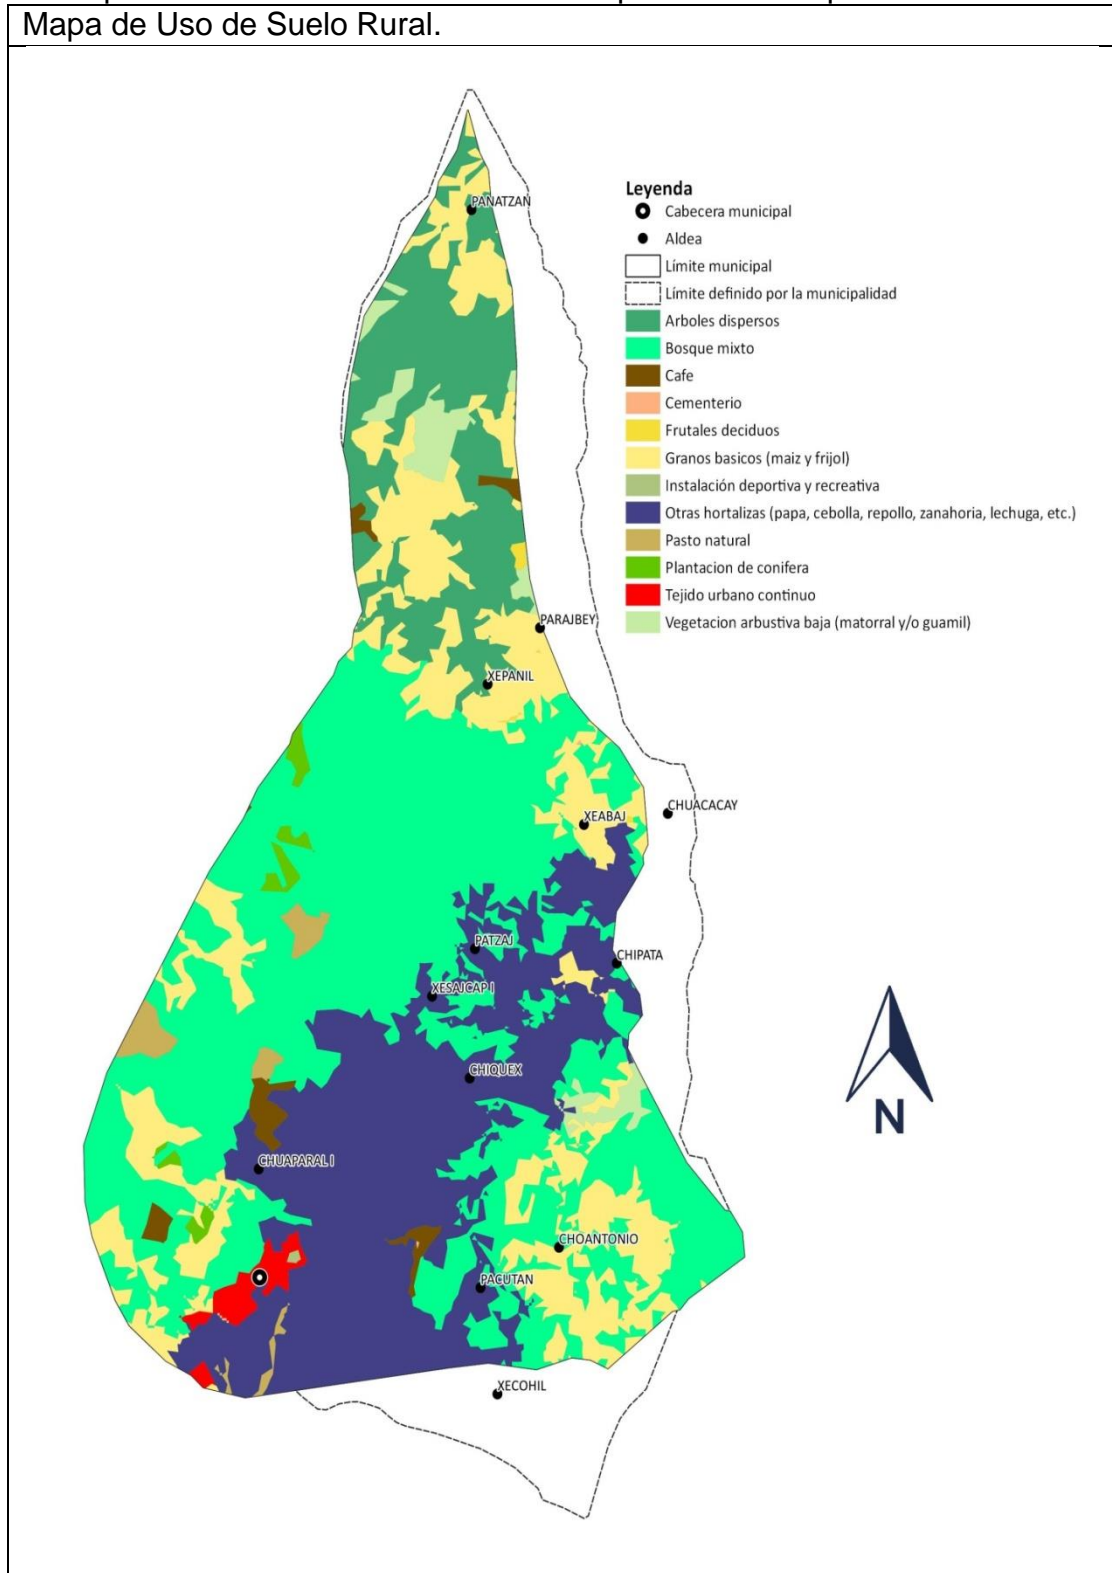 Mapa de Uso de Suelo Rural.
PANATZAN
Leyenda
Cabecera municipal
Aldea
Límite municipal
Límite definido por la municipalidad
Arboles dispersos
Bosque mixto
Cafe
Cementerio
Frutales deciduos
Granos basicos (maiz y frijol)
Instalación deportiva y recreativa
Otras hortalizas (papa, cebolla, repollo, zanahoria, lechuga, etc.)
Pasto natural
Plantacion de conifera
Tejido urbano continuo
Vegetacion arbustiva baja (matorral y/o guamil)
PARAJBEY
XEPANIL
CHUACACAY
XEABAJ
PATZAJ
CHIPATA
XESAJCAP I
CHIQUEX
N
CHUAPARAL I
CHOANTONIO
PACUTAN
XECOHIL